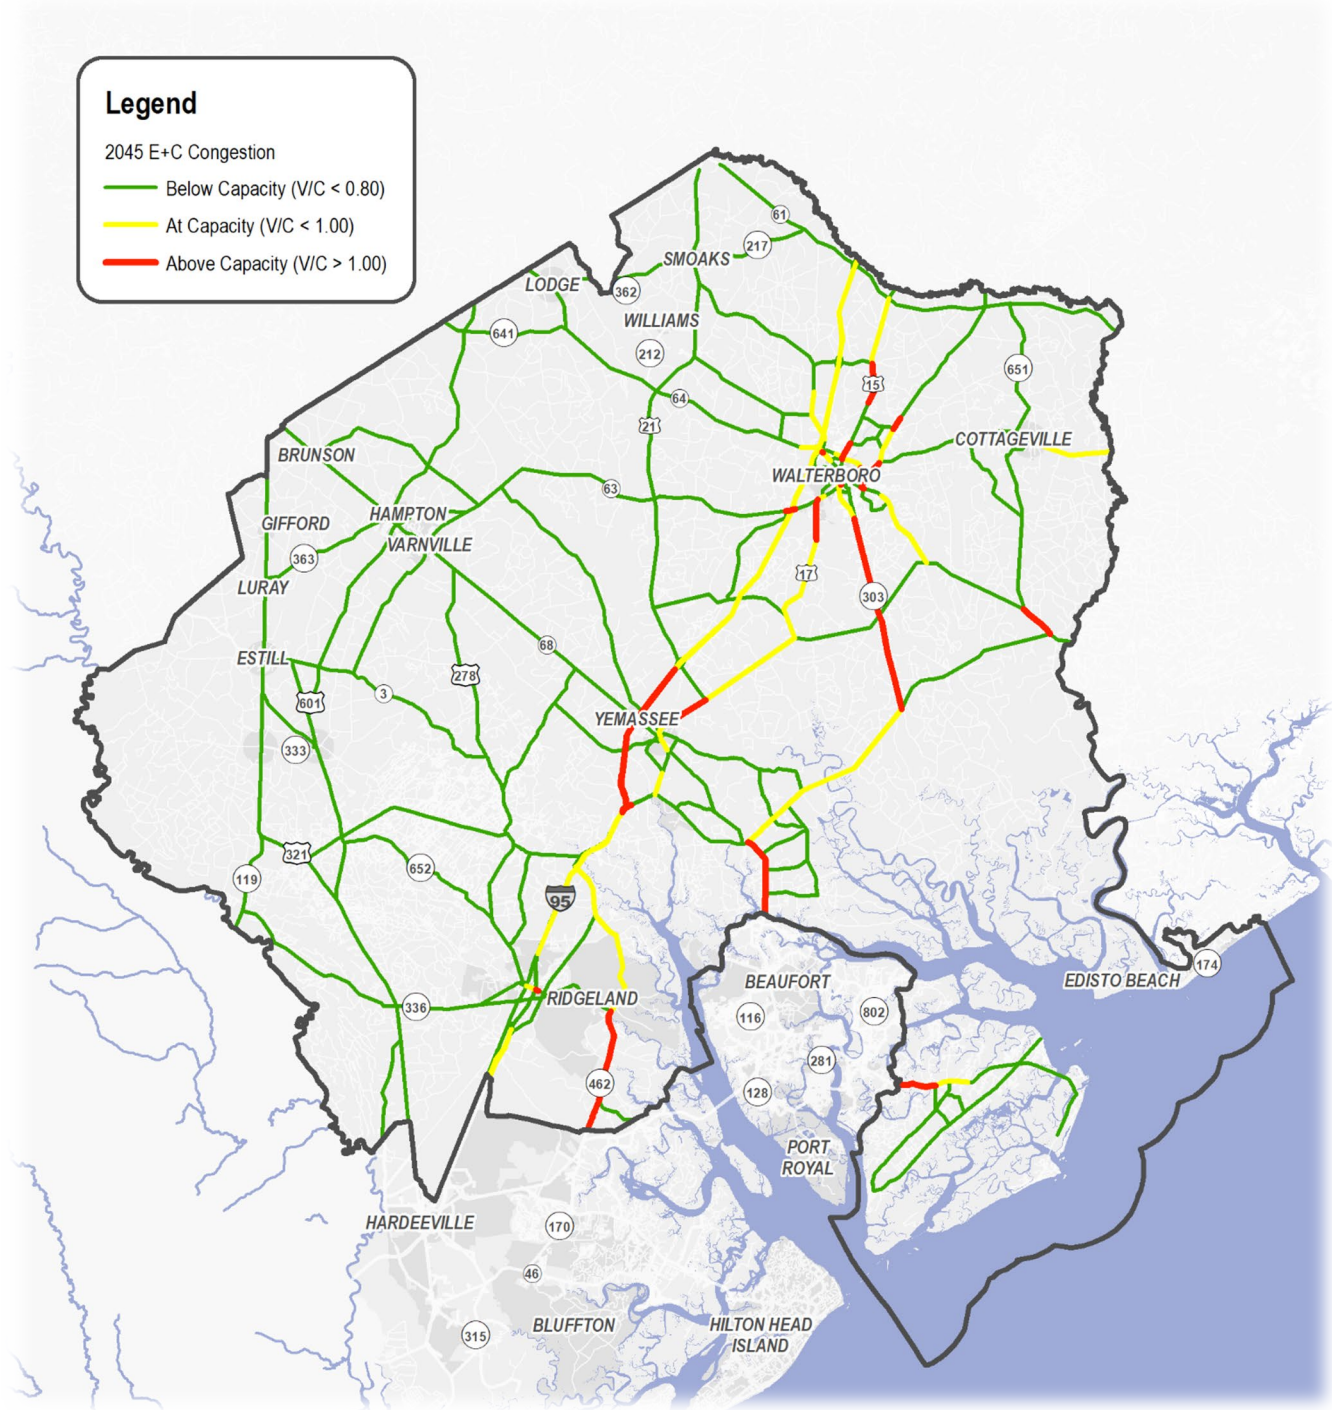 Legend
2045 E+C Congestion
Below Capacity (V/C < 0.80)
At Capacity (V/C < 1.00)
Above Capacity (V/C > 1.00)
61
217
SMOAKS
LODGE
362
WILLIAMS
641
212
651
15
64
21
COTTAGEVILLE
BRUNSON
WALTERBORO
63
HAMPTON
GIFFORD
VARNVILLE
363
17
LURAY
303
68
ESTILL
278
3
601
YEMASSEE
333
321
652
119
95
174
BEAUFORT
EDISTO BEACH
RIDGELAND
336
116
802
281
462
128
PORT
ROYAL
HARDEEVILLE
170
46
BLUFFTON
HILTON HEAD
ISLAND
315